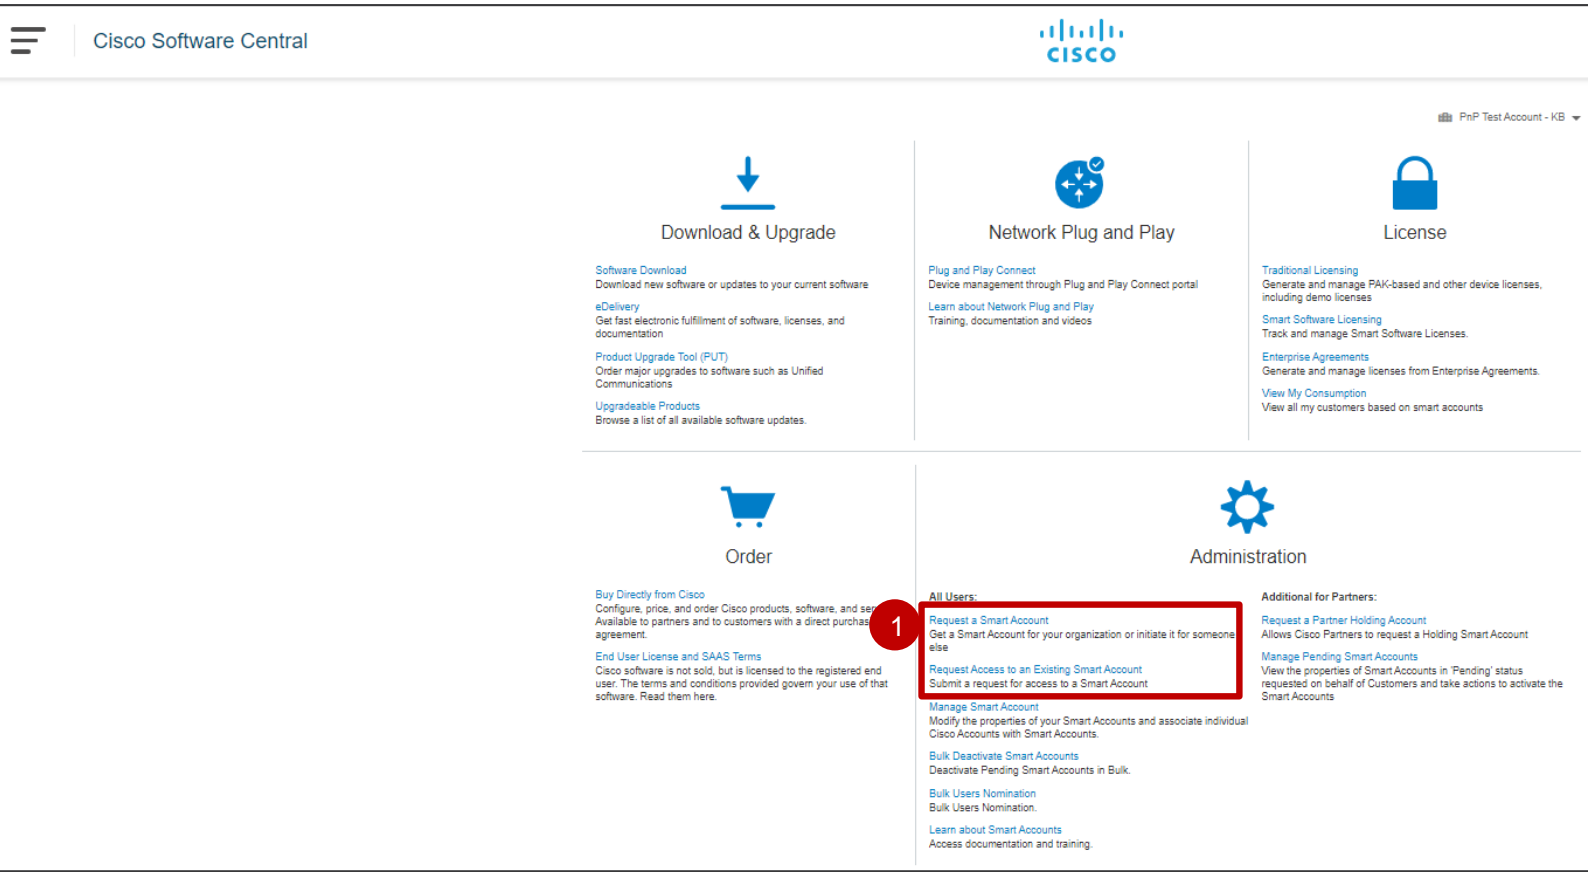 Cisco Software Central
CISCO
PnP Test Account - KB
Download & Upgrade
Software Download
Download new software or updates to your current software
eDelivery
Get fast electronic fulfillment of software, licenses, and
documentation
Product Upgrade Tool (PUT)
Order major upgrades to software such as Unified
Communications
Upgradeable Products
Browse a list of all available software updates.
Network Plug and Play
Plug and Play Connect
Device management through Plug and Play Connect portal
Learn about Network Plug and Play
Training, documentation and videos
License
Traditional Licensing
Generate and manage PAK-based and other device licenses,
including demo licenses
Smart Software Licensing
Track and manage Smart Software Licenses.
Enterprise Agreements
Generate and manage licenses from Enterprise Agreements.
View My Consumption
View all my customers based on smart accounts
Order
Buy Directly from Cisco
Configure, price, and order Cisco products, software, and
Available to partners and to customers with a direct
agreement.
End User License and SAAS Terms
Cisco software is not sold, but is licensed to the registered end
user. The terms and conditions provided govern your use of that
software. Read them here.
Administration
All Users:
1
Request a Smart Account
Get a Smart Account for your organization or initiate it for someone
else
Request Access to an Existing Smart Account
Submit a request for access to a Smart Account
Manage Smart Account
Modify the properties of your Smart Accounts and associate individual
Cisco Accounts with Smart Accounts.
Bulk Deactivate Smart Accounts
Deactivate Pending Smart Accounts in Bulk.
Bulk Users Nomination
Bulk Users Nomination.
Learn about Smart Accounts
Access documentation and training.
Additional for Partners:
Request a Partner Holding Account
Allows Cisco Partners to request a Holding Smart Account
Manage Pending Smart Accounts
View the properties of Smart Accounts in 'Pending' status
requested on behalf of Customers and take actions to activate the
Smart Accounts